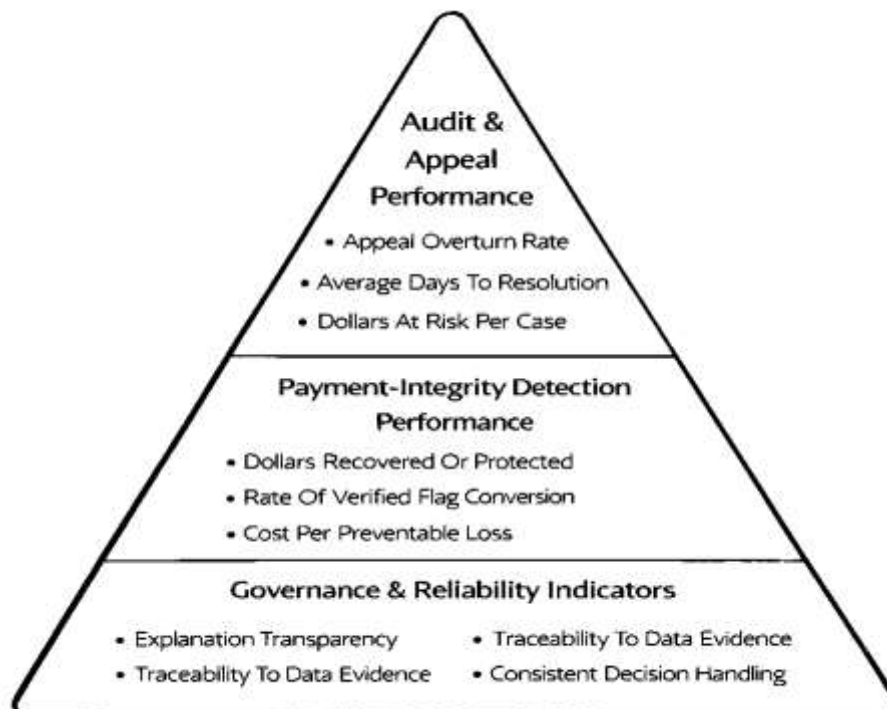 Audit &
Appeal
Performance
• Appeal Overturn Rate
• Average Days To Resolution
• Dollars At Risk Per Case
Payment-Integrity Detection
Performance
• Dollars Recovered Or Protected
• Rate Of Verified Flag Conversion
• Cost Per Preventable Loss
Governance & Reliability Indicators
• Explanation Transparency
• Traceability To Data Evidence
• Traceability To Data Evidence
• Consistent Decision Handling